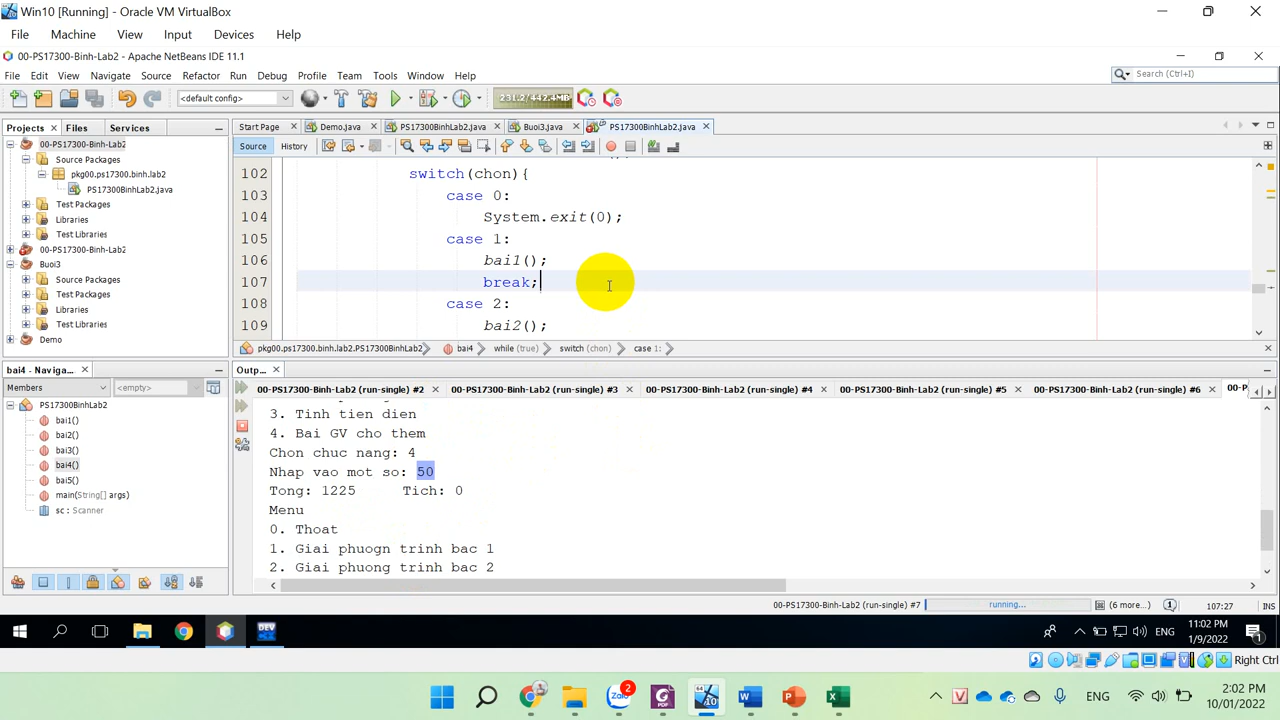 Win10 [Running] - Oracle VM VirtualBox
File Machine View Input Devices Help
00-PS17300-Binh-Lab2 - Apache NetBeans IDE 11.1
File Edit View Navigate Source Refactor Run Debug Profile Team Tools Window Help
Search (Ctrl+I)
<default config>
231.2/442.4MB
Projects Files Services
Start Page Demo.java PS17300BinhLab2.java Buoi3.java PS17300BinhLab2.java
Source History
00-PS17300-Binh-Lab2
Source Packages
pkg00.ps17300.binh.lab2
PS17300BinhLab2.java
Test Packages
Libraries
Test Libraries
00-PS17300-Binh-Lab2
Buoi3
Source Packages
Test Packages
Libraries
Test Libraries
Demo
102 switch(chon){
103 case 0:
104 System.exit(0);
105 case 1:
106 bai1();
107 break;
108 case 2:
109 bai2();
pkg00.ps17300.binh.lab2.PS17300BinhLab2 bai4 while (true) switch (chon) case 1:
bai4 - Naviga...
Members <empty>
PS17300BinhLab2
bai1()
bai2()
bai3()
bai4()
bai5()
main(String[] args)
sc : Scanner
Outp...
00-PS17300-Binh-Lab2 (run-single) #2 00-PS17300-Binh-Lab2 (run-single) #3 00-PS17300-Binh-Lab2 (run-single) #4 00-PS17300-Binh-Lab2 (run-single) #5 00-PS17300-Binh-Lab2 (run-single) #6 00-P
3. Tinh tien dien
4. Bai GV cho them
Chon chuc nang: 4
Nhap vao mot so: 50
Tong: 1225 Tich: 0
Menu
0. Thoat
1. Giai phuogn trinh bac 1
2. Giai phuong trinh bac 2
00-PS17300-Binh-Lab2 (run-single) #7 running... (6 more...) 1 107:27 INS
DEV
ENG
11:02 PM
1/9/2022
1
Right Ctrl
2
10
ENG
2:02 PM
10/01/2022